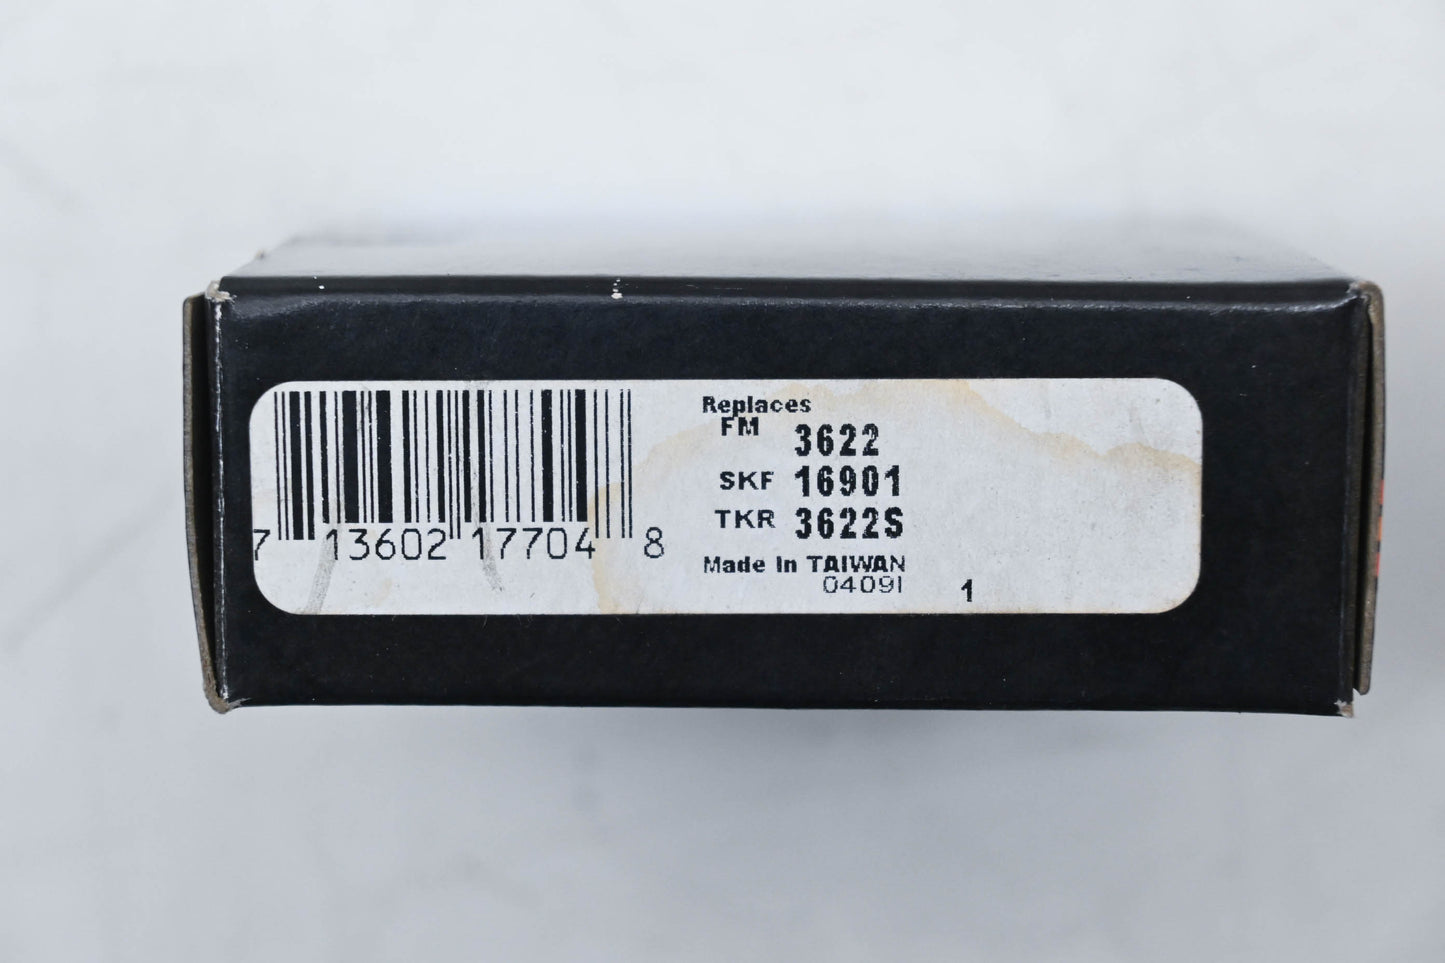 7 13602 17704 8
Replaces
FM 3622
SKF 16901
TKR 3622S
Made In TAIWAN
04091
1